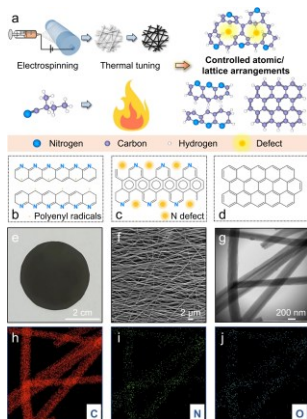 a
Electrospinning
Thermal tuning
Controlled atomic/
lattice arrangements
Nitrogen
Carbon
Hydrogen
Defect
b
N N N N N N
N N N N N N
Polyenyl radicals
c
N defect
d
e
2 cm
f
2 µm
g
200 nm
h
C
i
N
j
O